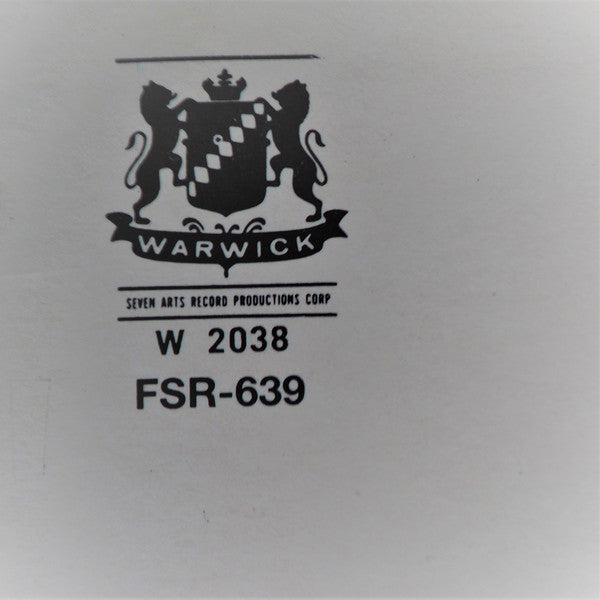 WARWICK
SEVEN ARTS RECORD PRODUCTIONS CORP
W 2038
FSR-639